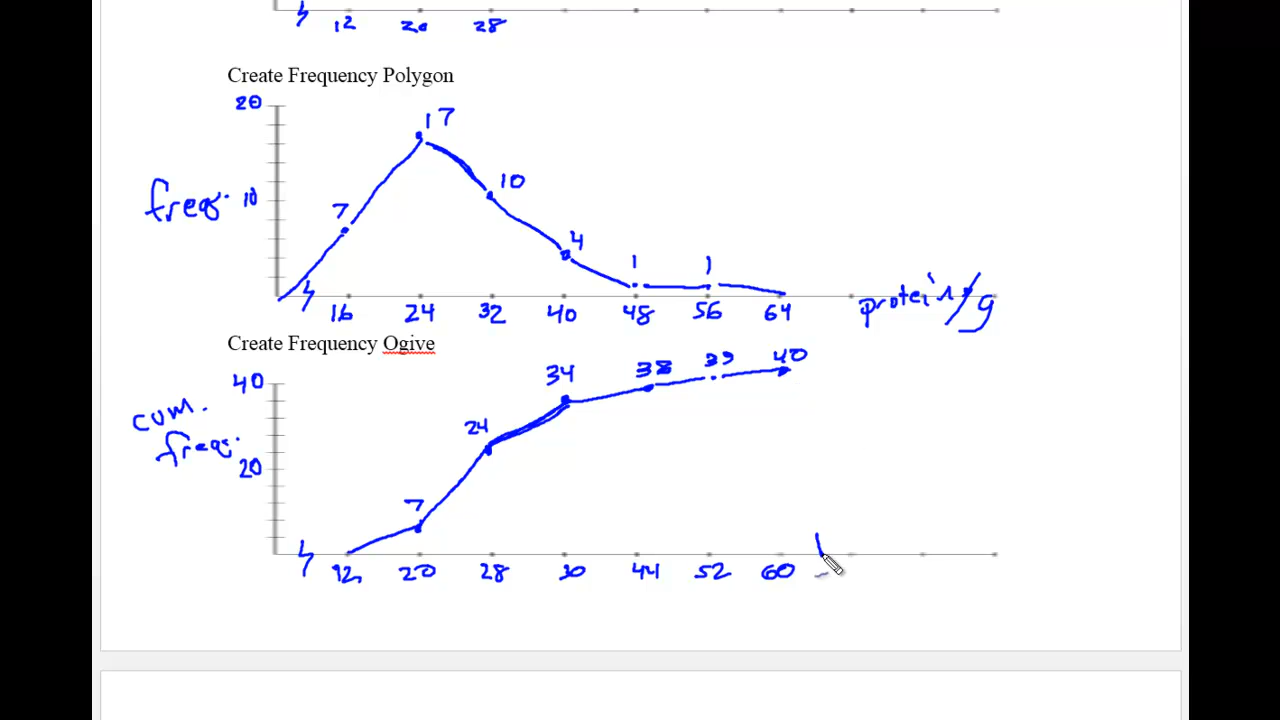 12 20 28
Create Frequency Polygon
20
17
freq. 10
10
7
4
1
1
16 24 32 40 48 56 64
protein/g
Create Frequency Ogive
40
34 38 39 40
cum.
freq.
24
20
7
12 20 28 30 44 52 60